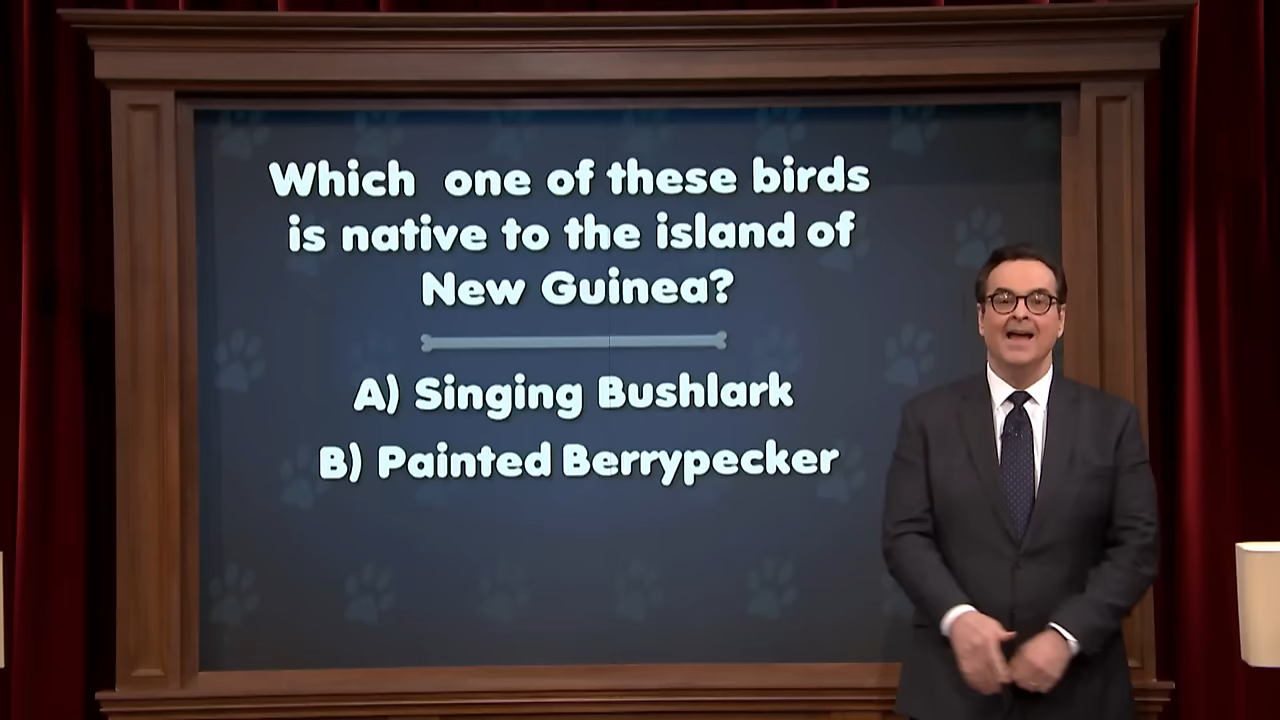 Which one of these birds
is native to the island of
New Guinea?
A) Singing Bushlark
B) Painted Berrypecker